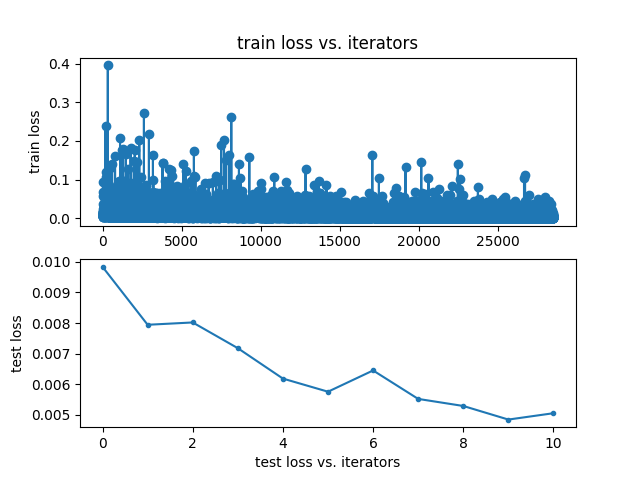 train loss vs. iterators
train loss
0.4
0.3
0.2
0.1
0.0
0 5000 10000 15000 20000 25000
test loss
0.010
0.009
0.008
0.007
0.006
0.005
0 2 4 6 8 10
test loss vs. iterators